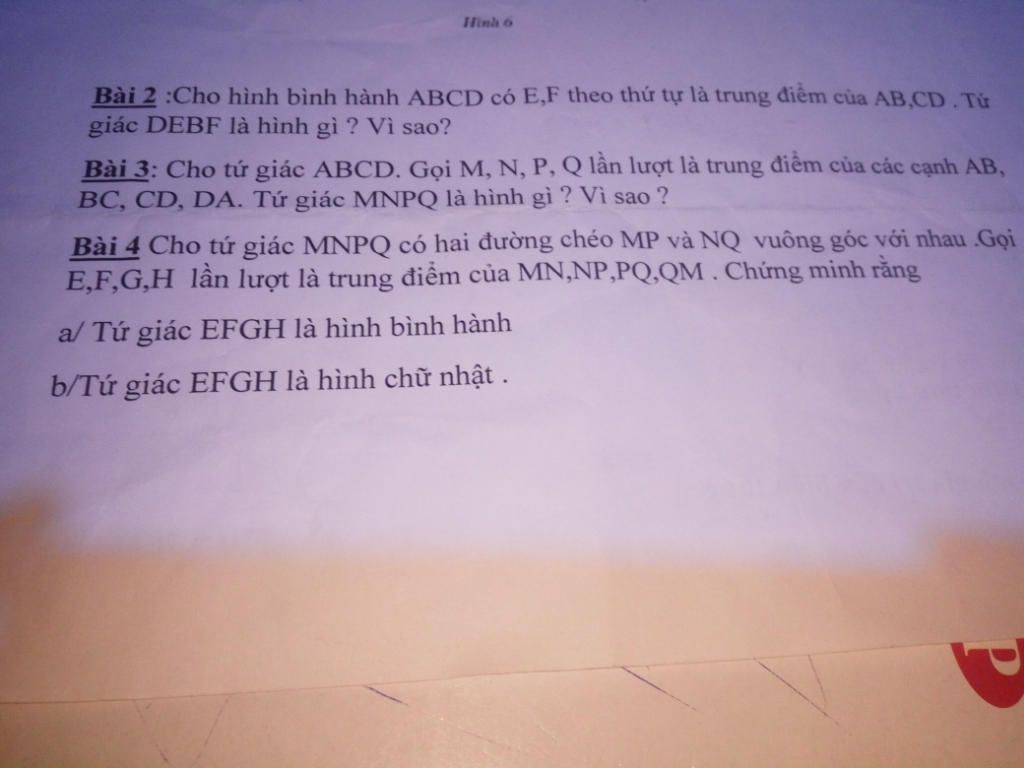 Hình 6
Bài 2 :Cho hình bình hành ABCD có E,F theo thứ tự là trung điểm của AB,CD . Tứ
giác DEBF là hình gì ? Vì sao?
Bài 3: Cho tứ giác ABCD. Gọi M, N, P, Q lần lượt là trung điểm của các cạnh AB,
BC, CD, DA. Tứ giác MNPQ là hình gì ? Vì sao ?
Bài 4 Cho tứ giác MNPQ có hai đường chéo MP và NQ vuông góc với nhau .Gọi
E,F,G,H lần lượt là trung điểm của MN,NP,PQ,QM . Chứng minh rằng
a/ Tứ giác EFGH là hình bình hành
b/Tứ giác EFGH là hình chữ nhật .
P